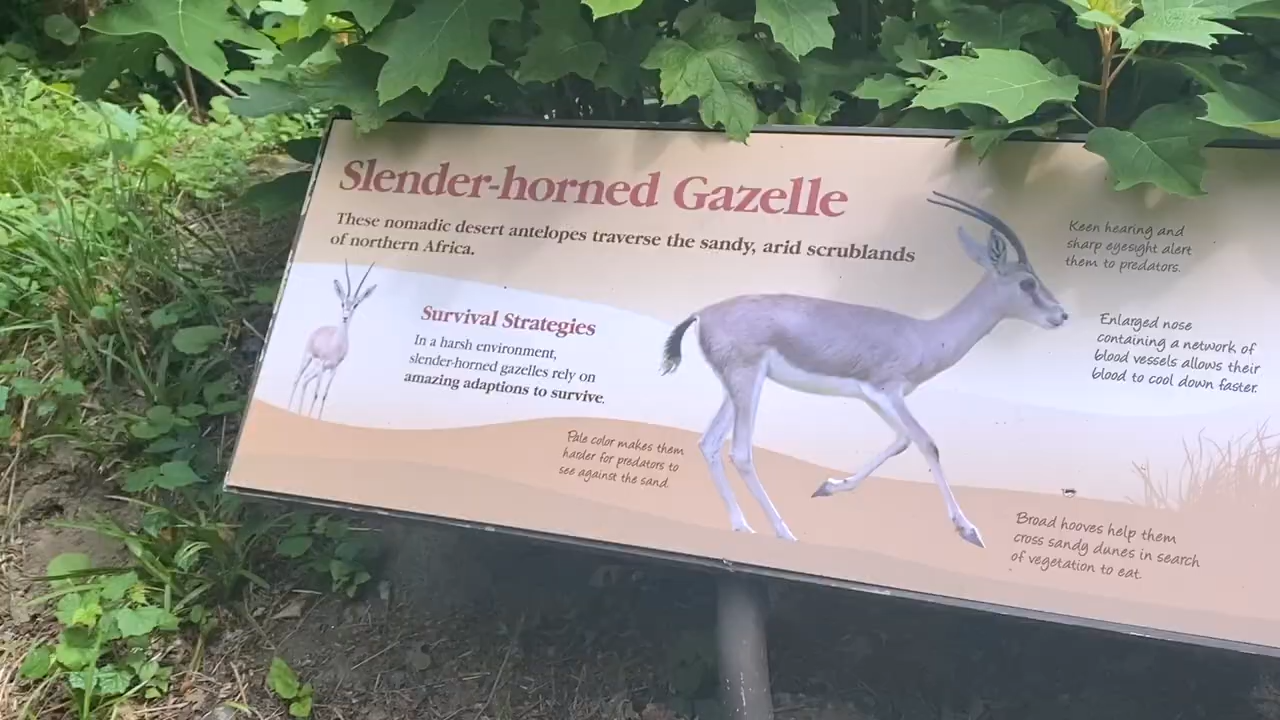 Slender-horned Gazelle
These nomadic desert antelopes traverse the sandy, arid scrublands
of northern Africa.
Survival Strategies
In a harsh environment,
slender-horned gazelles rely on
amazing adaptions to survive.
Pale color makes them
harder for predators to
see against the sand.
Keen hearing and
sharp eyesight alert
them to predators.
Enlarged nose
containing a network of
blood vessels allows their
blood to cool down faster.
Broad hooves help them
cross sandy dunes in search
of vegetation to eat.